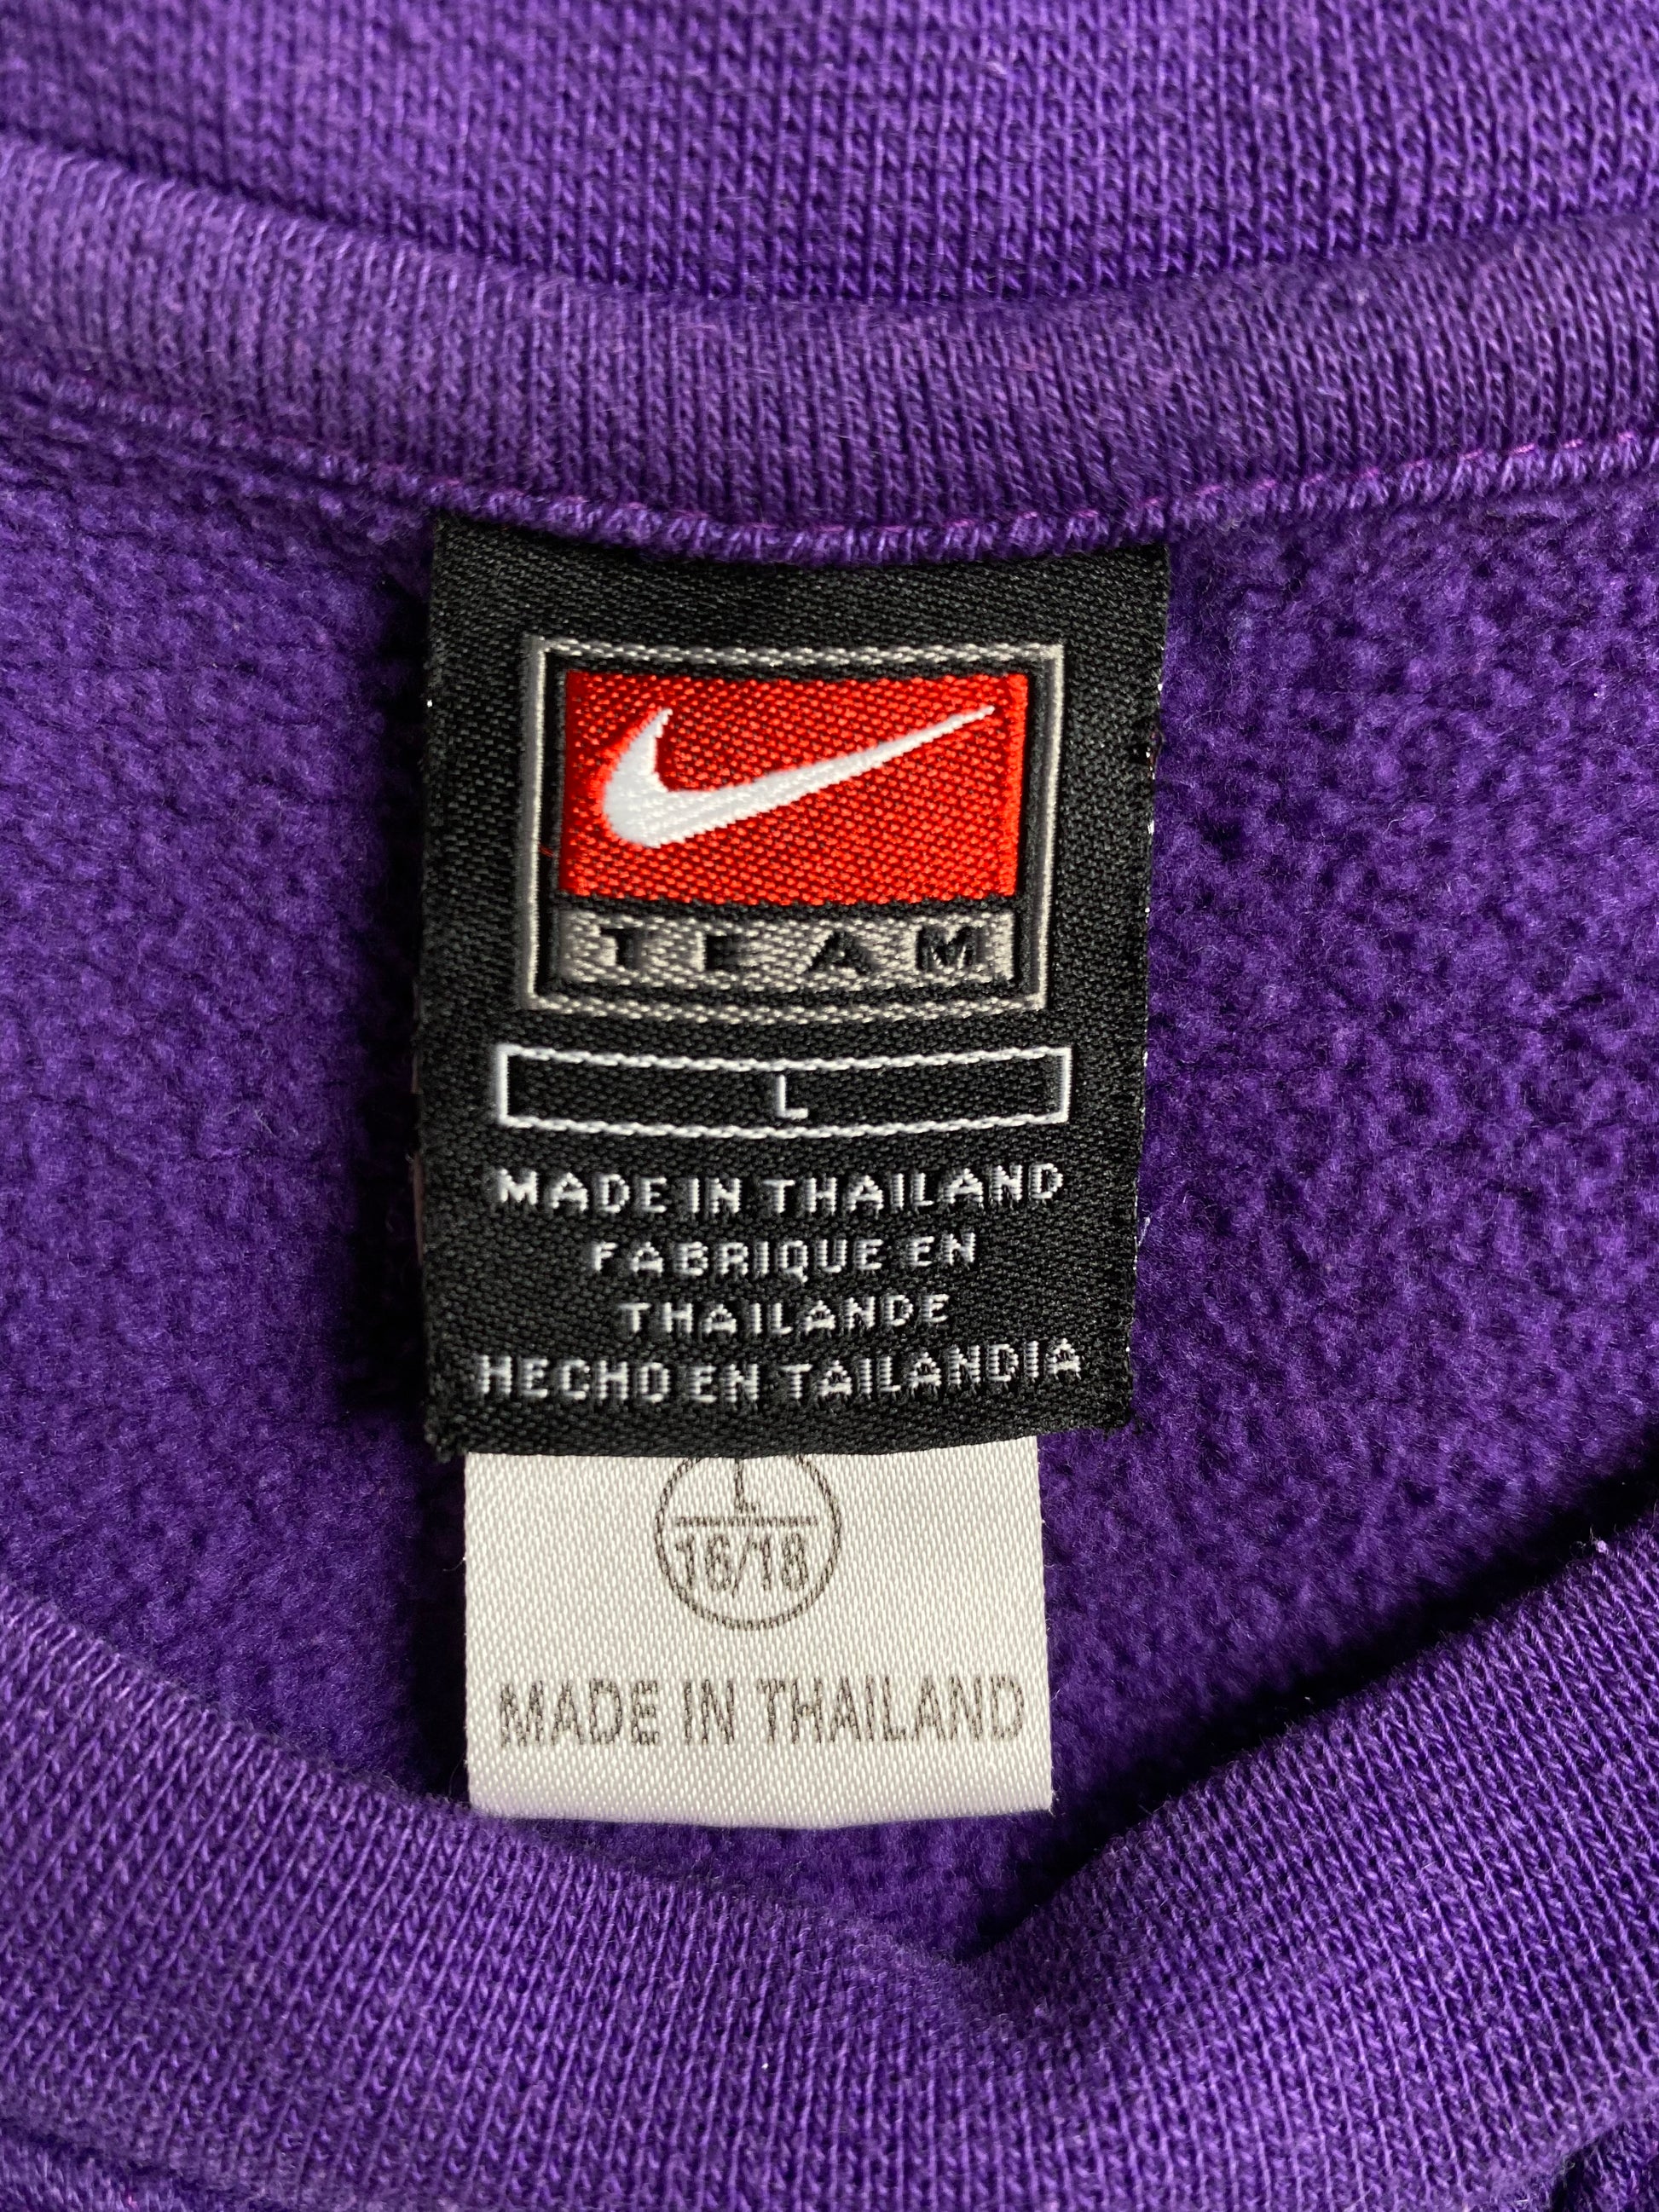 TEAM
L
MADE IN THAILAND
FABRIQUE EN
THAILANDE
HECHO EN TAILANDIA
L
16/18
MADE IN THAILAND